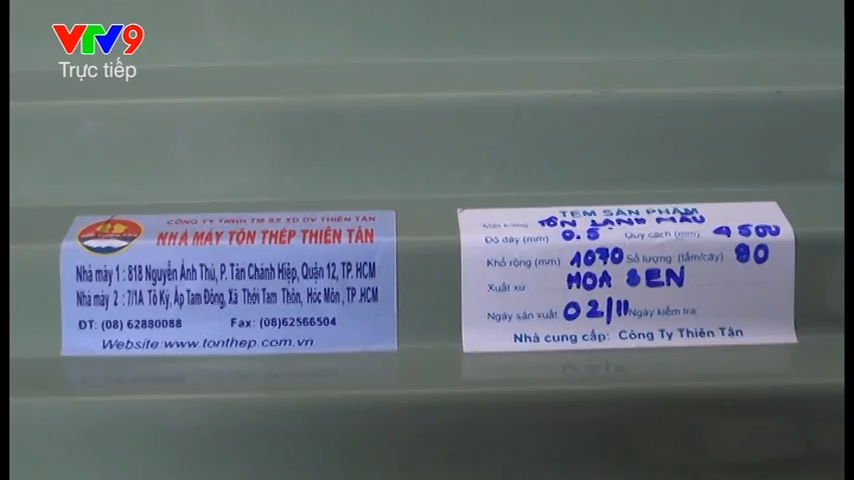 VTV9
Trực tiếp
CÔNG TY TNHH TM SX XD DV THIÊN TÂN
NHÀ MÁY TÔN THÉP THIÊN TÂN
Nhà máy 1 : 818 Nguyễn Ảnh Thủ, P. Tân Chánh Hiệp, Quận 12, TP. HCM
Nhà máy 2 : 7/1A Tô Ký, Ấp Tam Đông, Xã Thới Tam Thôn, Hóc Môn , TP .HCM
ĐT: (08) 62880088 Fax: (08)62566504
Website:www.tonthep.com.vn
TEM SẢN PHẨM
TÔN LẠNH MÀU
Độ dày (mm) 0.5 Quy cách (mm) 4500
Khổ rộng (mm) 1070 Số lượng (tấm/cây) 80
Xuất xứ HOA SEN
Ngày sản xuất 02/11 Ngày kiểm tra
Nhà cung cấp: Công Ty Thiên Tân